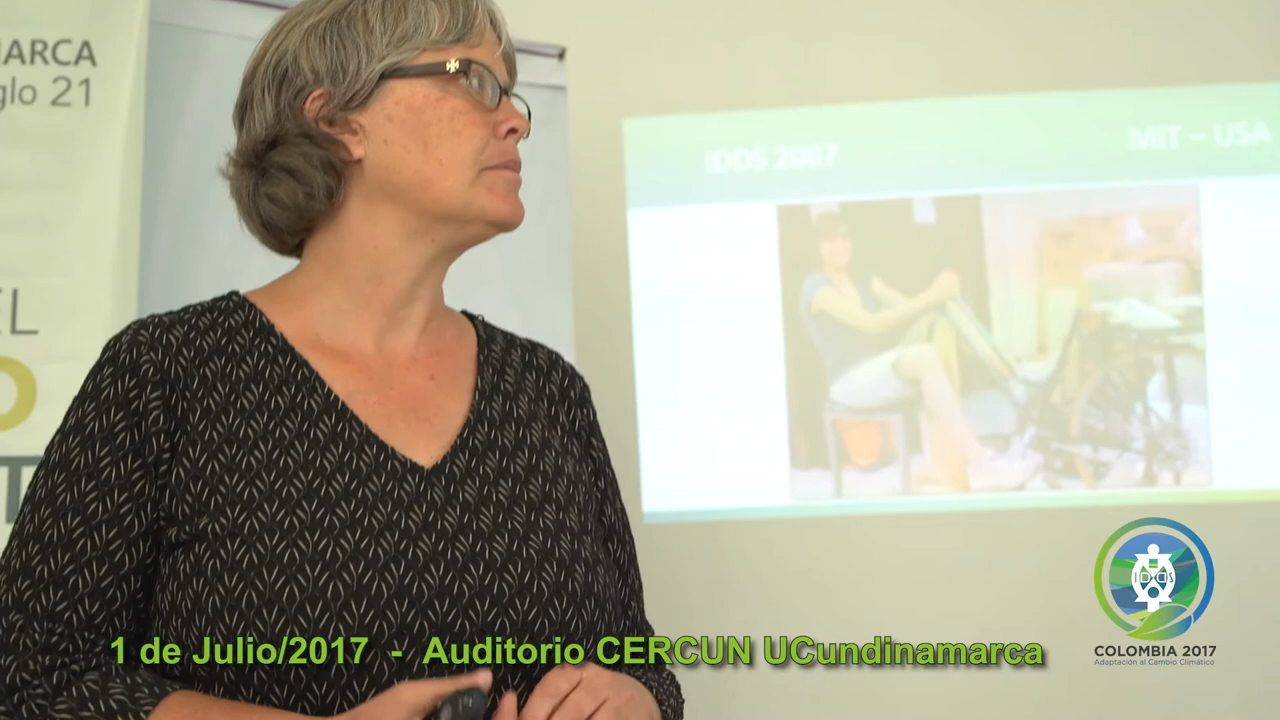 MARCA
glo 21
EL
O
T
IDDS 2007
MIT – USA
IDDS
COLOMBIA 2017
Adaptación al Cambio Climático
1 de Julio/2017 - Auditorio CERCUN UCundinamarca